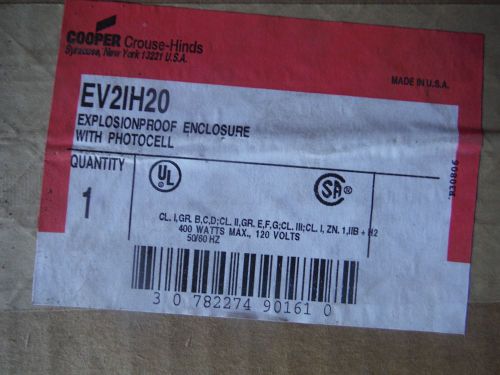 COOPER Crouse-Hinds
Syracuse, New York 13221 U.S.A.
MADE IN U.S.A.
EV2IH20
EXPLOSIONPROOF ENCLOSURE
WITH PHOTOCELL
QUANTITY
1
UL
SA
CL. I,GR. B,C,D;CL. II,GR. E,F,G;CL. III;CL. I, ZN. 1,IIB + H2
400 WATTS MAX., 120 VOLTS
50/60 HZ
3 0 782274 90161 0